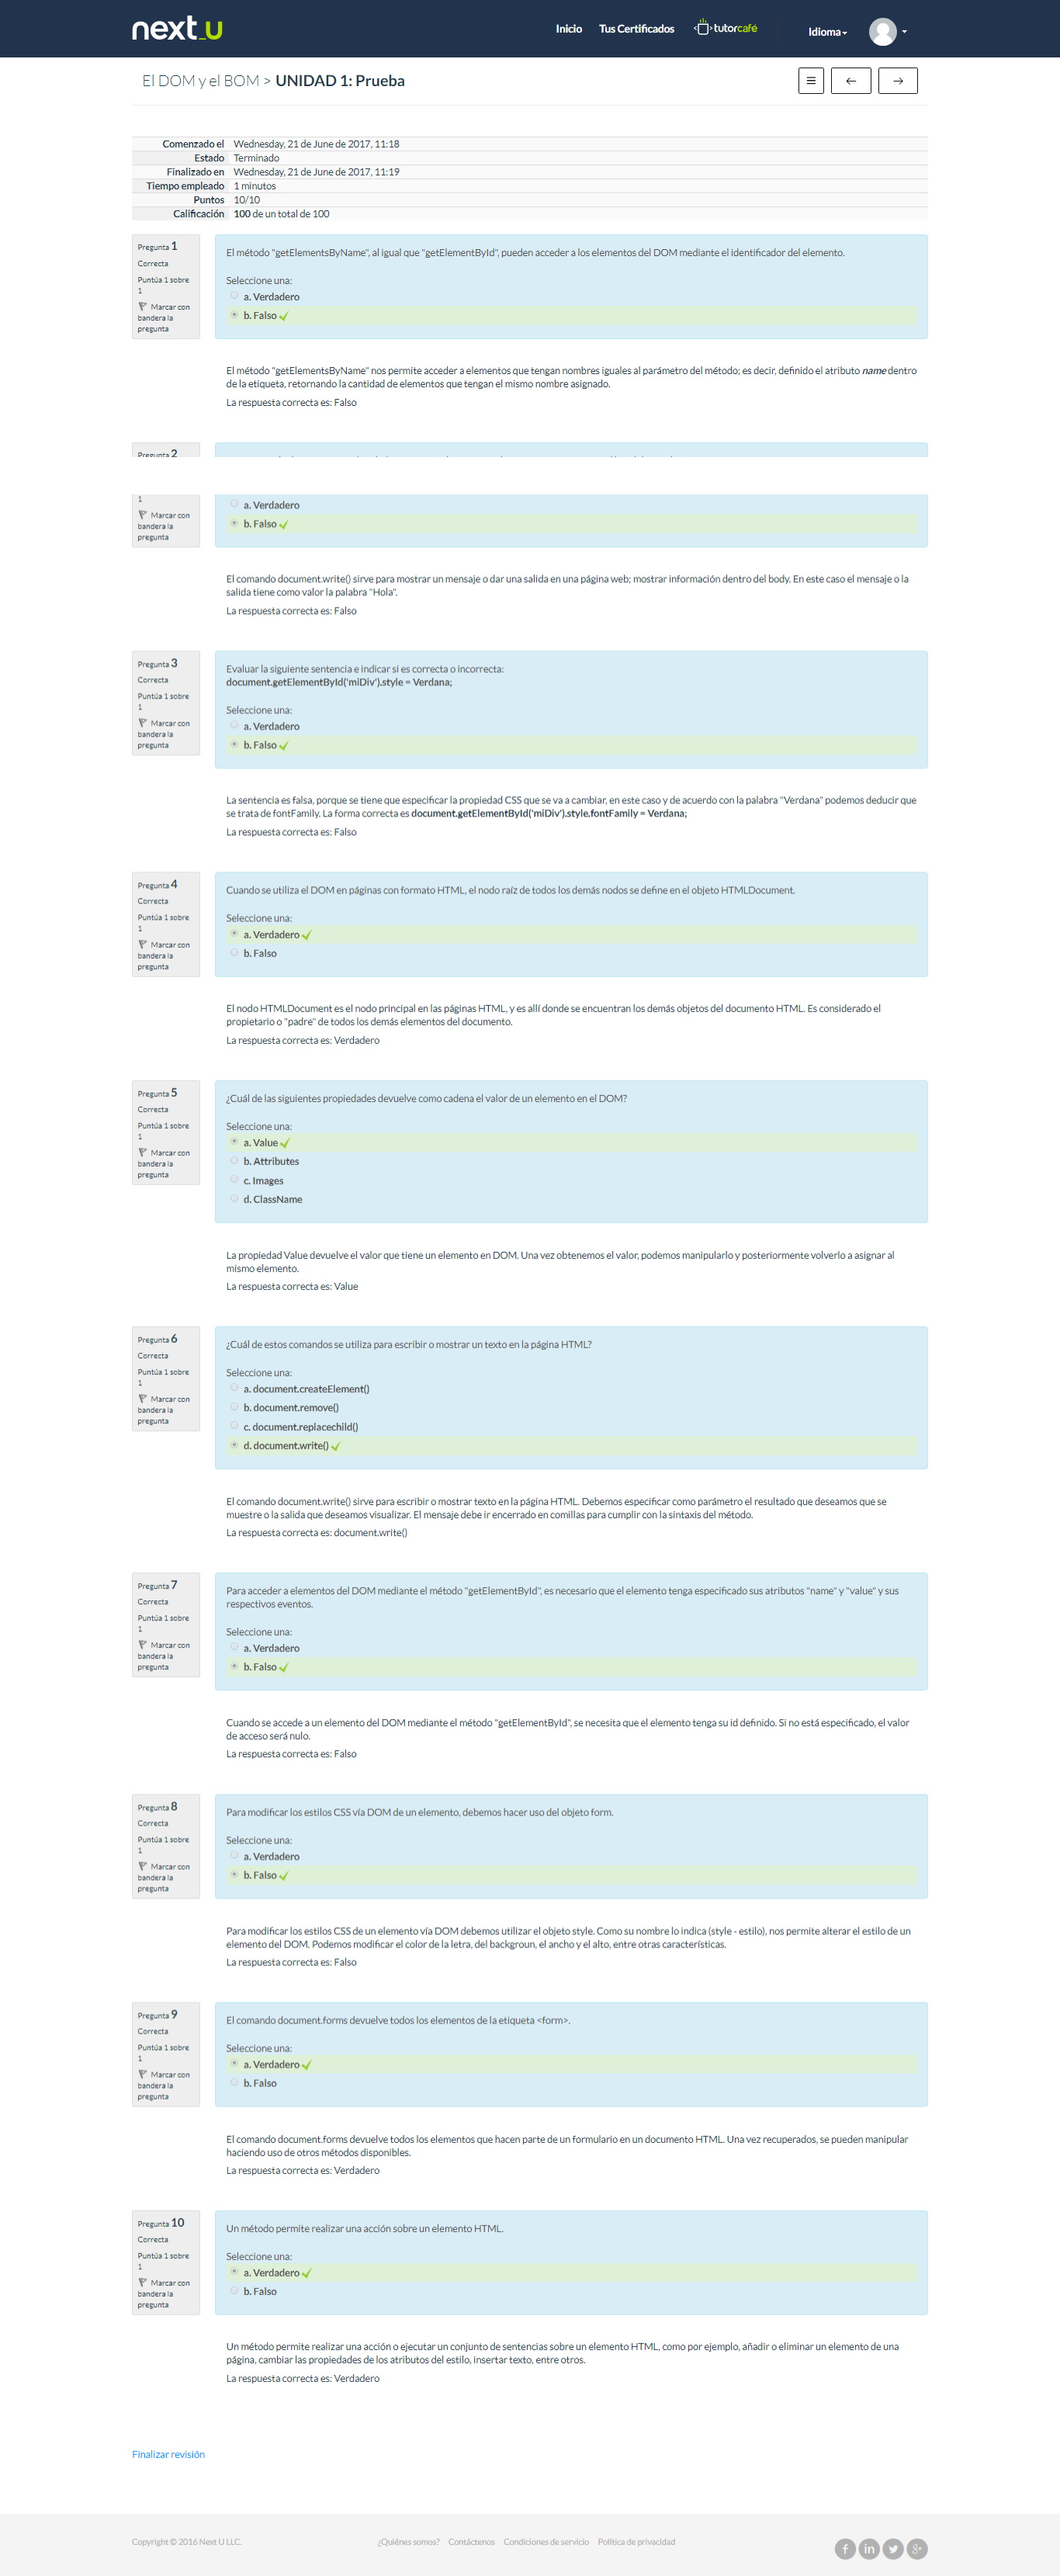 next_u
Inicio Tus Certificados tutorcafé Idioma
El DOM y el BOM > UNIDAD 1: Prueba
Comenzado el Wednesday, 21 de June de 2017, 11:18
Estado Terminado
Finalizado en Wednesday, 21 de June de 2017, 11:19
Tiempo empleado 1 minutos
Puntos 10/10
Calificación 100 de un total de 100
Pregunta 1
Correcta
Puntúa 1 sobre
1
Marcar con
bandera la
pregunta
El método "getElementsByName", al igual que "getElementById", pueden acceder a los elementos del DOM mediante el identificador del elemento.
Seleccione una:
a. Verdadero
b. Falso
El método "getElementsByName" nos permite acceder a elementos que tengan nombres iguales al parámetro del método; es decir, definido el atributo name dentro
de la etiqueta, retornando la cantidad de elementos que tengan el mismo nombre asignado.
La respuesta correcta es: Falso
Pregunta 2
1
Marcar con
bandera la
pregunta
a. Verdadero
b. Falso
El comando document.write() sirve para mostrar un mensaje o dar una salida en una página web; mostrar información dentro del body. En este caso el mensaje o la
salida tiene como valor la palabra "Hola".
La respuesta correcta es: Falso
Pregunta 3
Correcta
Puntúa 1 sobre
1
Marcar con
bandera la
pregunta
Evaluar la siguiente sentencia e indicar si es correcta o incorrecta:
document.getElementById('miDiv').style = Verdana;
Seleccione una:
a. Verdadero
b. Falso
La sentencia es falsa, porque se tiene que especificar la propiedad CSS que se va a cambiar, en este caso y de acuerdo con la palabra "Verdana" podemos deducir que
se trata de fontFamily. La forma correcta es document.getElementById('miDiv').style.fontFamily = Verdana;
La respuesta correcta es: Falso
Pregunta 4
Correcta
Puntúa 1 sobre
1
Marcar con
bandera la
pregunta
Cuando se utiliza el DOM en páginas con formato HTML, el nodo raíz de todos los demás nodos se define en el objeto HTMLDocument.
Seleccione una:
a. Verdadero
b. Falso
El nodo HTMLDocument es el nodo principal en las páginas HTML, y es allí donde se encuentran los demás objetos del documento HTML. Es considerado el
propietario o "padre" de todos los demás elementos del documento.
La respuesta correcta es: Verdadero
Pregunta 5
Correcta
Puntúa 1 sobre
1
Marcar con
bandera la
pregunta
¿Cuál de las siguientes propiedades devuelve como cadena el valor de un elemento en el DOM?
Seleccione una:
a. Value
b. Attributes
c. Images
d. ClassName
La propiedad Value devuelve el valor que tiene un elemento en DOM. Una vez obtenemos el valor, podemos manipularlo y posteriormente volverlo a asignar al
mismo elemento.
La respuesta correcta es: Value
Pregunta 6
Correcta
Puntúa 1 sobre
1
Marcar con
bandera la
pregunta
¿Cuál de estos comandos se utiliza para escribir o mostrar un texto en la página HTML?
Seleccione una:
a. document.createElement()
b. document.remove()
c. document.replacechild()
d. document.write()
El comando document.write() sirve para escribir o mostrar texto en la página HTML. Debemos especificar como parámetro el resultado que deseamos que se
muestre o la salida que deseamos visualizar. El mensaje debe ir encerrado en comillas para cumplir con la sintaxis del método.
La respuesta correcta es: document.write()
Pregunta 7
Correcta
Puntúa 1 sobre
1
Marcar con
bandera la
pregunta
Para acceder a elementos del DOM mediante el método "getElementById", es necesario que el elemento tenga especificado sus atributos "name" y "value" y sus
respectivos eventos.
Seleccione una:
a. Verdadero
b. Falso
Cuando se accede a un elemento del DOM mediante el método "getElementById", se necesita que el elemento tenga su id definido. Si no está especificado, el valor
de acceso será nulo.
La respuesta correcta es: Falso
Pregunta 8
Correcta
Puntúa 1 sobre
1
Marcar con
bandera la
pregunta
Para modificar los estilos CSS vía DOM de un elemento, debemos hacer uso del objeto form.
Seleccione una:
a. Verdadero
b. Falso
Para modificar los estilos CSS de un elemento vía DOM debemos utilizar el objeto style. Como su nombre lo indica (style - estilo), nos permite alterar el estilo de un
elemento del DOM. Podemos modificar el color de la letra, del backgroun, el ancho y el alto, entre otras características.
La respuesta correcta es: Falso
Pregunta 9
Correcta
Puntúa 1 sobre
1
Marcar con
bandera la
pregunta
El comando document.forms devuelve todos los elementos de la etiqueta <form>.
Seleccione una:
a. Verdadero
b. Falso
El comando document.forms devuelve todos los elementos que hacen parte de un formulario en un documento HTML. Una vez recuperados, se pueden manipular
haciendo uso de otros métodos disponibles.
La respuesta correcta es: Verdadero
Pregunta 10
Correcta
Puntúa 1 sobre
1
Marcar con
bandera la
pregunta
Un método permite realizar una acción sobre un elemento HTML.
Seleccione una:
a. Verdadero
b. Falso
Un método permite realizar una acción o ejecutar un conjunto de sentencias sobre un elemento HTML, como por ejemplo, añadir o eliminar un elemento de una
página, cambiar las propiedades de los atributos del estilo, insertar texto, entre otros.
La respuesta correcta es: Verdadero
Finalizar revisión
Copyright © 2016 Next U LLC. ¿Quiénes somos? Contáctenos Condiciones de servicio Política de privacidad